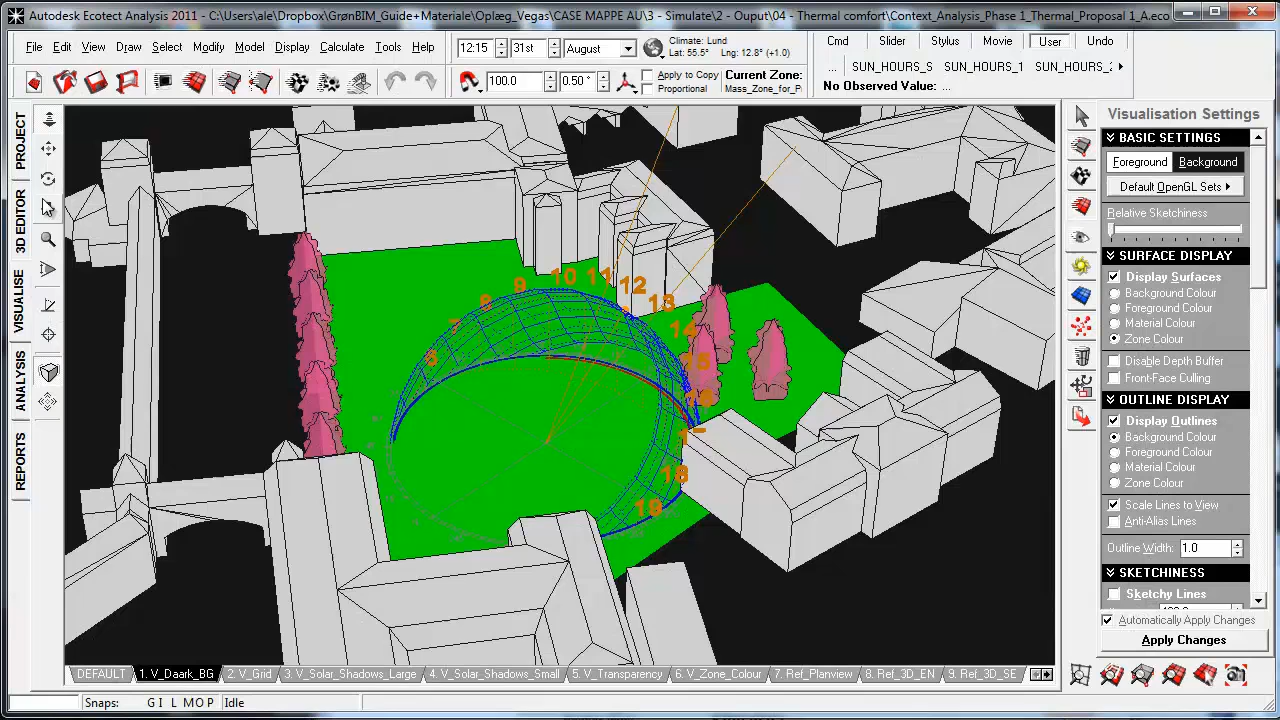 Autodesk Ecotect Analysis 2011 - C:\Users\ale\Dropbox\GrønBIM_Guide+Materiale\Oplæg_Vegas\CASE MAPPE AU\3 - Simulate\2 - Ouput\04 - Thermal comfort\Context_Analysis_Phase 1_Thermal_Proposal 1_A.eco
File Edit View Draw Select Modify Model Display Calculate Tools Help
12:15 31st August
Climate: Lund
Lat: 55.5° Lng: 12.8° (+1.0)
Cmd Slider Stylus Movie User Undo
... SUN_HOURS_S SUN_HOURS_1 SUN_HOURS_2
100.0 0.50°
Apply to Copy
Proportional
Current Zone:
Mass_Zone_for_P
No Observed Value: ...
PROJECT
3D EDITOR
VISUALISE
ANALYSIS
REPORTS
7
8
9
10
11
12
13
14
15
18
19
Visualisation Settings
BASIC SETTINGS
Foreground Background
Default OpenGL Sets
Relative Sketchiness
SURFACE DISPLAY
Display Surfaces
Background Colour
Foreground Colour
Material Colour
Zone Colour
Disable Depth Buffer
Front-Face Culling
OUTLINE DISPLAY
Display Outlines
Background Colour
Foreground Colour
Material Colour
Zone Colour
Scale Lines to View
Anti-Alias Lines
Outline Width: 1.0
SKETCHINESS
Sketchy Lines
Automatically Apply Changes
Apply Changes
DEFAULT 1. V_Daark_BG 2. V_Grid 3. V_Solar_Shadows_Large 4. V_Solar_Shadows_Small 5. V_Transparency 6. V_Zone_Colour 7. Ref_Planview 8. Ref_3D_EN 9. Ref_3D_SE
Snaps: G I L M O P Idle